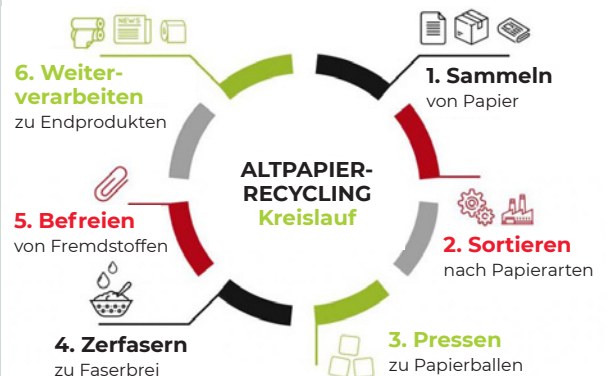 ALTPAPIER-
RECYCLING
Kreislauf
1. Sammeln
von Papier
2. Sortieren
nach Papierarten
3. Pressen
zu Papierballen
4. Zerfasern
zu Faserbrei
5. Befreien
von Fremdstoffen
6. Weiter-
verarbeiten
zu Endprodukten
NEWS